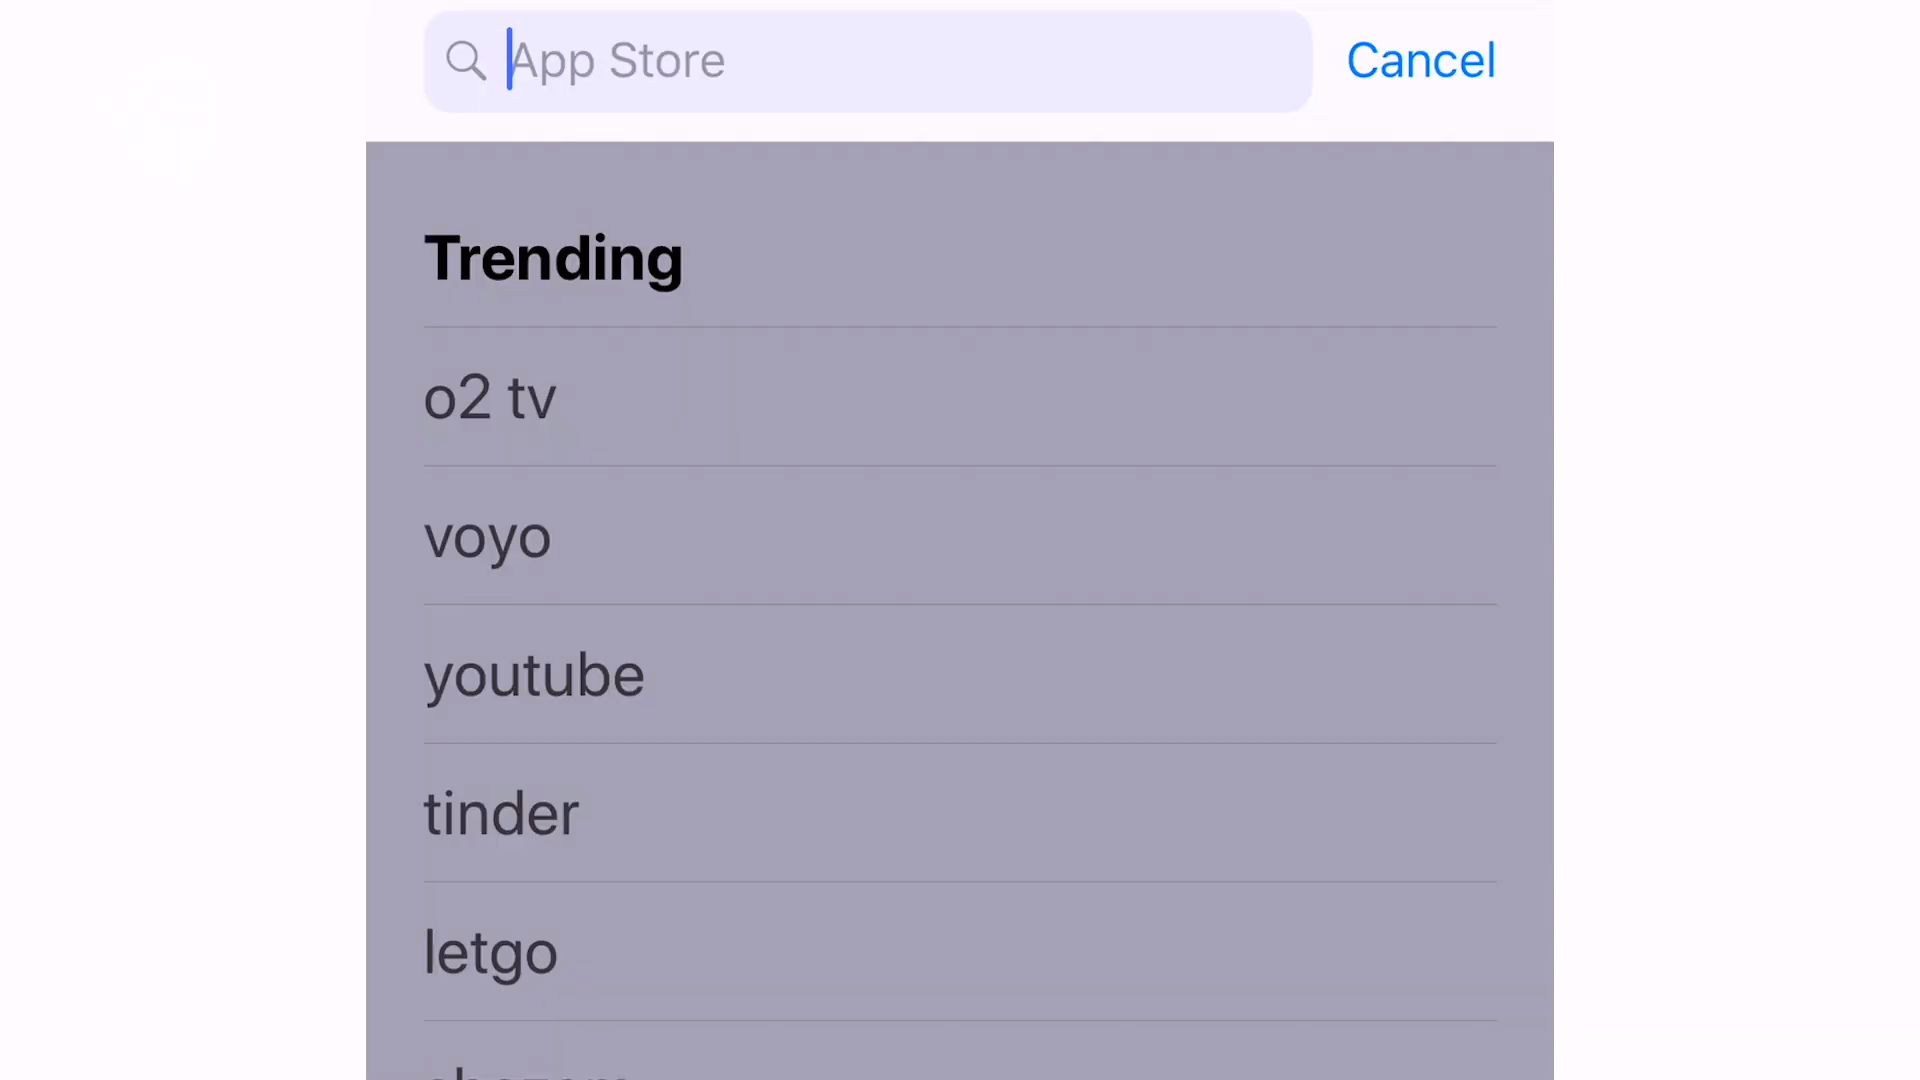 App Store
Cancel
Trending
o2 tv
voyo
youtube
tinder
letgo